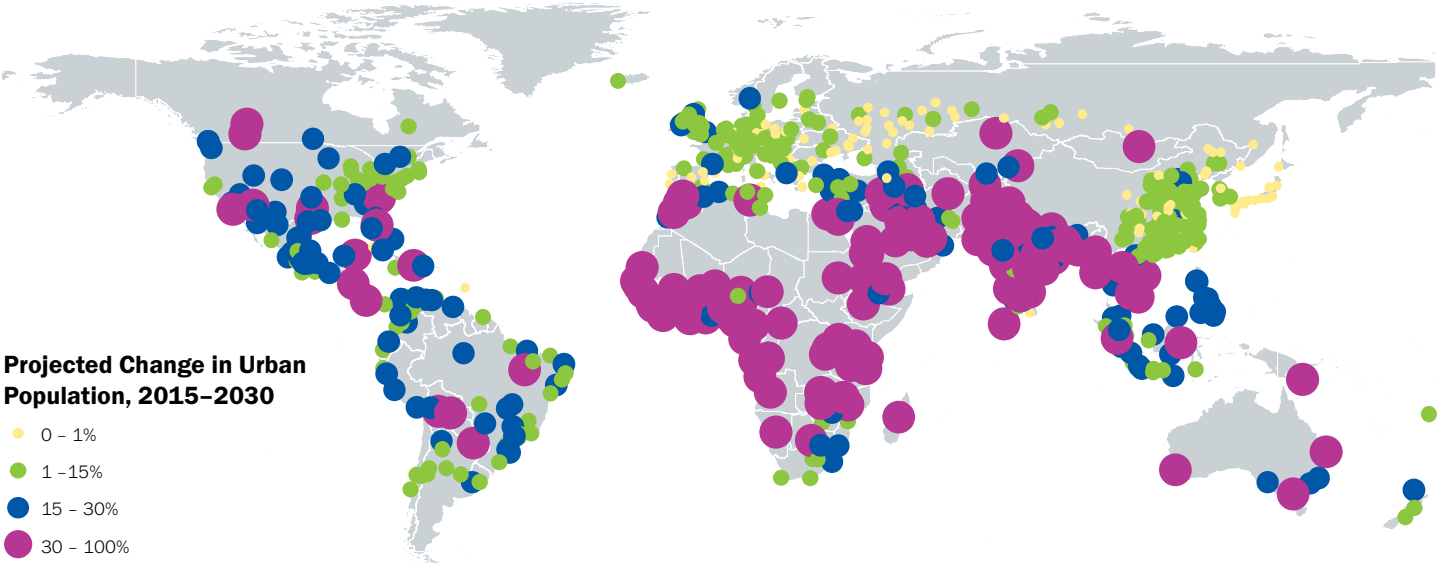 Projected Change in Urban
Population, 2015–2030
0 – 1%
1 –15%
15 – 30%
30 – 100%